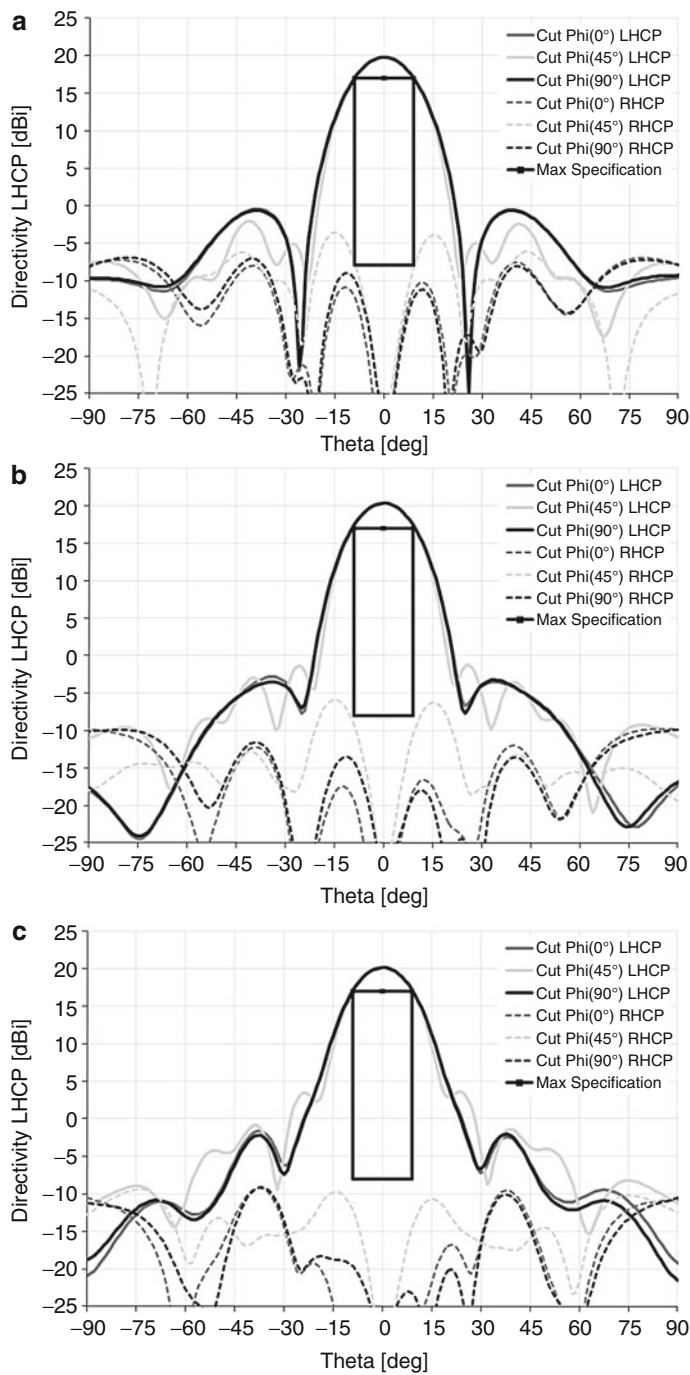 a
Directivity LHCP [dBi]
25
20
15
10
5
0
−5
−10
−15
−20
−25
−90 −75 −60 −45 −30 −15 0 15 30 45 60 75 90
Theta [deg]
Cut Phi(0°) LHCP
Cut Phi(45°) LHCP
Cut Phi(90°) LHCP
Cut Phi(0°) RHCP
Cut Phi(45°) RHCP
Cut Phi(90°) RHCP
Max Specification
b
Directivity LHCP [dBi]
25
20
15
10
5
0
−5
−10
−15
−20
−25
−90 −75 −60 −45 −30 −15 0 15 30 45 60 75 90
Theta [deg]
Cut Phi(0°) LHCP
Cut Phi(45°) LHCP
Cut Phi(90°) LHCP
Cut Phi(0°) RHCP
Cut Phi(45°) RHCP
Cut Phi(90°) RHCP
Max Specification
c
Directivity LHCP [dBi]
25
20
15
10
5
0
−5
−10
−15
−20
−25
−90 −75 −60 −45 −30 −15 0 15 30 45 60 75 90
Theta [deg]
Cut Phi(0°) LHCP
Cut Phi(45°) LHCP
Cut Phi(90°) LHCP
Cut Phi(0°) RHCP
Cut Phi(45°) RHCP
Cut Phi(90°) RHCP
Max Specification